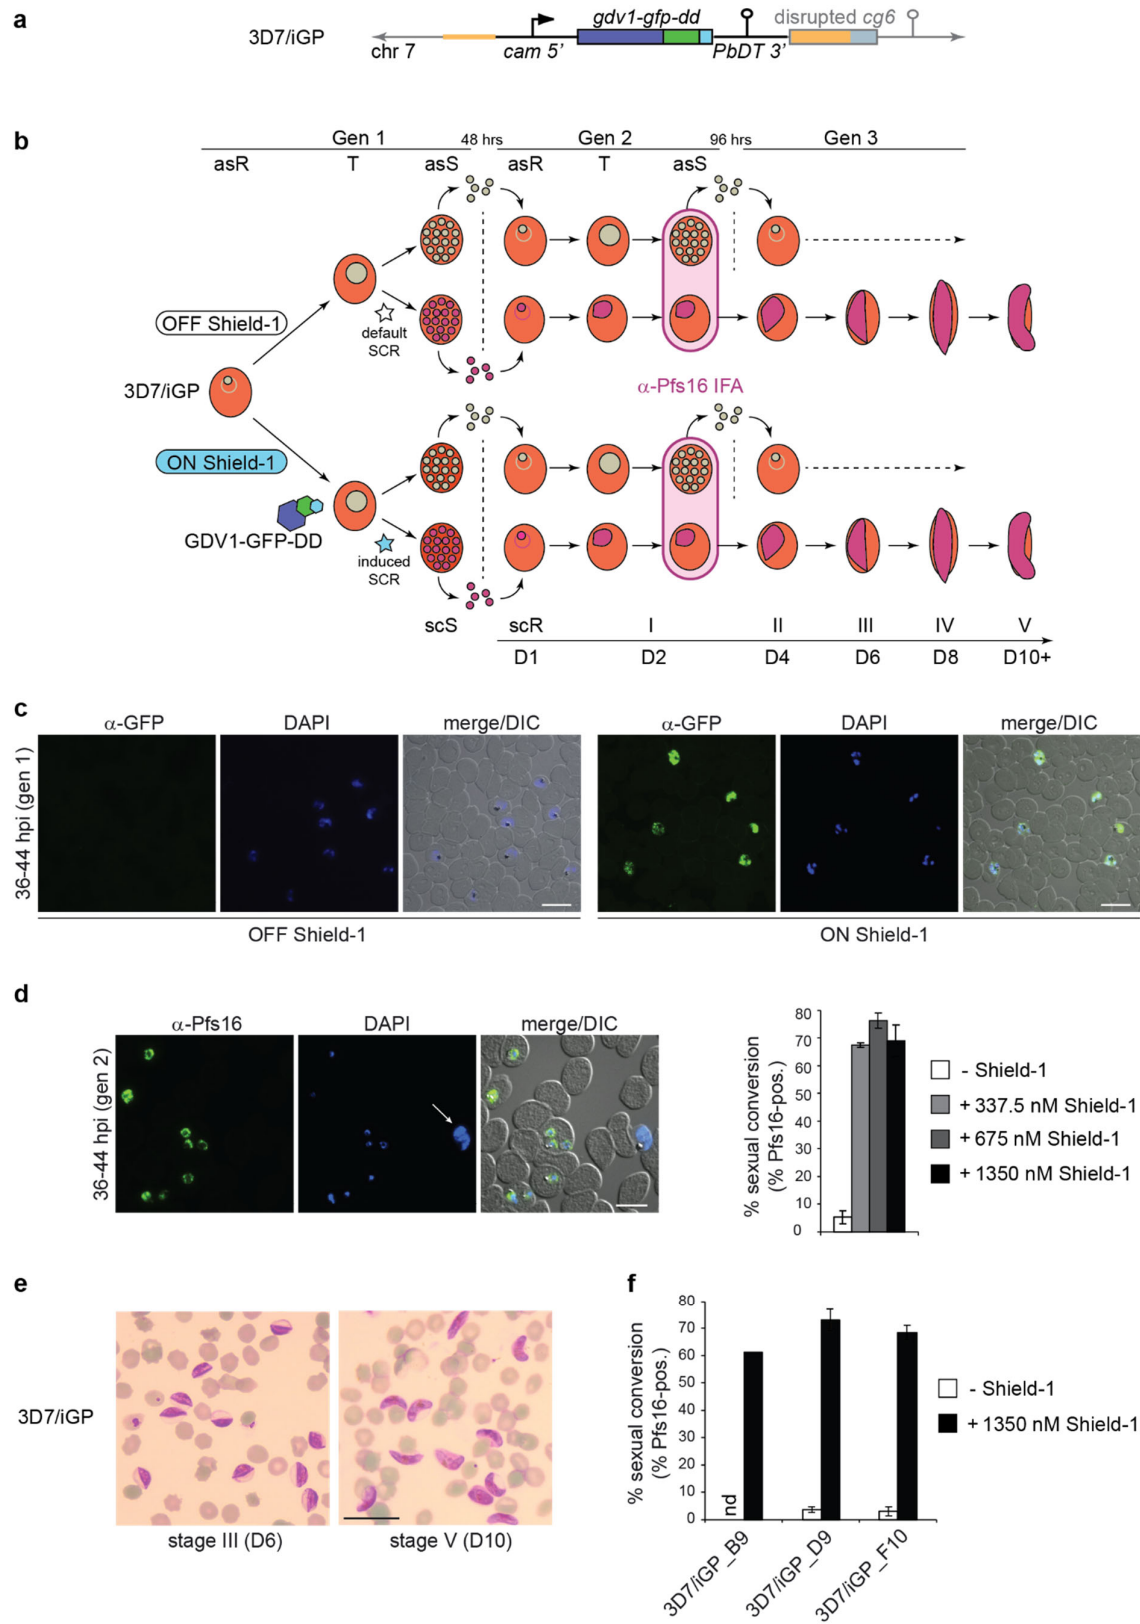 a
3D7/iGP
chr 7
cam 5’
gdv1-gfp-dd
PbDT 3’
disrupted cg6
b
Gen 1
48 hrs
Gen 2
96 hrs
Gen 3
asR
T
asS
asR
T
asS
OFF Shield-1
default
SCR
3D7/iGP
α-Pfs16 IFA
ON Shield-1
GDV1-GFP-DD
induced
SCR
scS
scR
I
II
III
IV
V
D1
D2
D4
D6
D8
D10+
c
α-GFP
DAPI
merge/DIC
α-GFP
DAPI
merge/DIC
36-44 hpi (gen 1)
OFF Shield-1
ON Shield-1
d
α-Pfs16
DAPI
merge/DIC
36-44 hpi (gen 2)
% sexual conversion
(% Pfs16-pos.)
80
70
60
50
40
30
20
10
0
- Shield-1
+ 337.5 nM Shield-1
+ 675 nM Shield-1
+ 1350 nM Shield-1
e
3D7/iGP
stage III (D6)
stage V (D10)
f
% sexual conversion
(% Pfs16-pos.)
80
70
60
50
40
30
20
10
0
nd
- Shield-1
+ 1350 nM Shield-1
3D7/iGP_B9
3D7/iGP_D9
3D7/iGP_F10